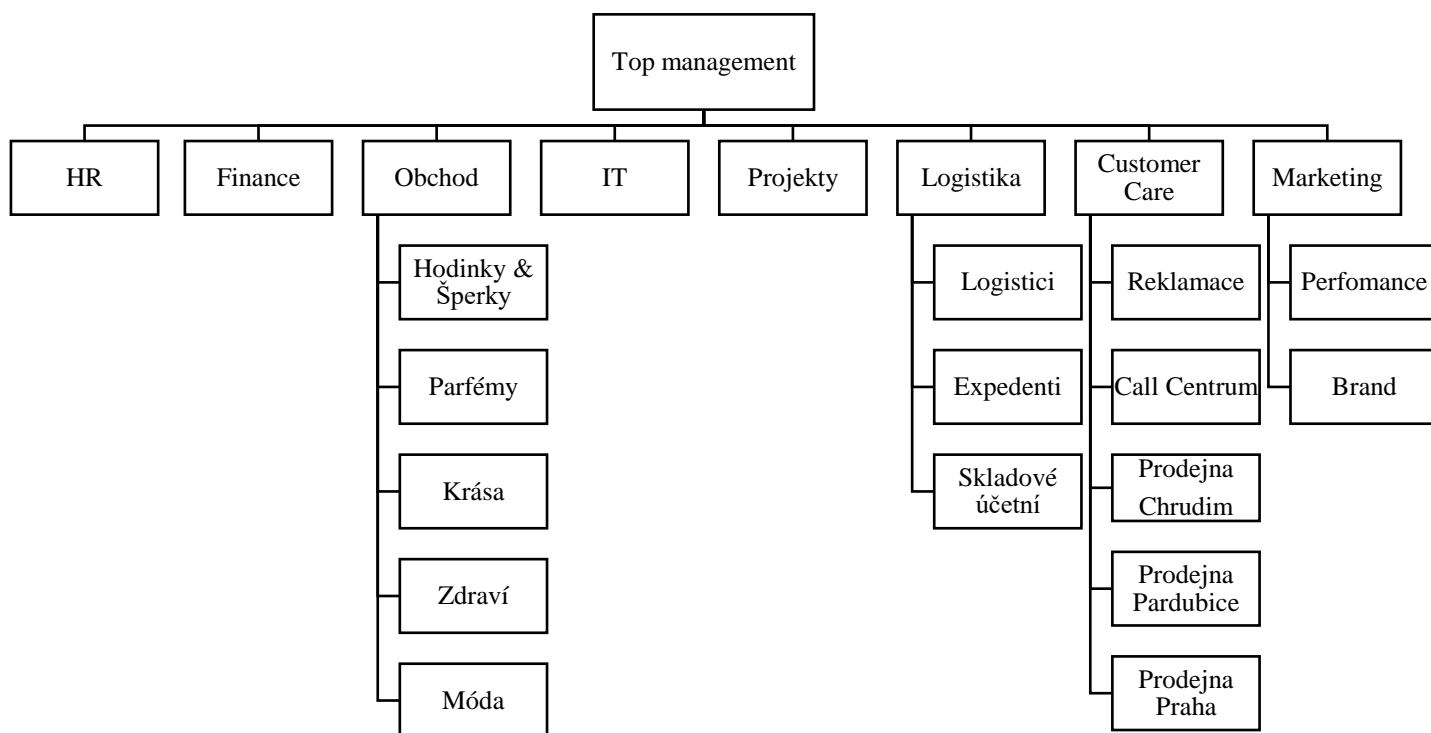 Top management
HR
Finance
Obchod
IT
Projekty
Logistika
Customer
Care
Marketing
Hodinky &
Šperky
Parfémy
Krása
Zdraví
Móda
Logistici
Expedenti
Skladové
účetní
Reklamace
Call Centrum
Prodejna
Chrudim
Prodejna
Pardubice
Prodejna
Praha
Perfomance
Brand